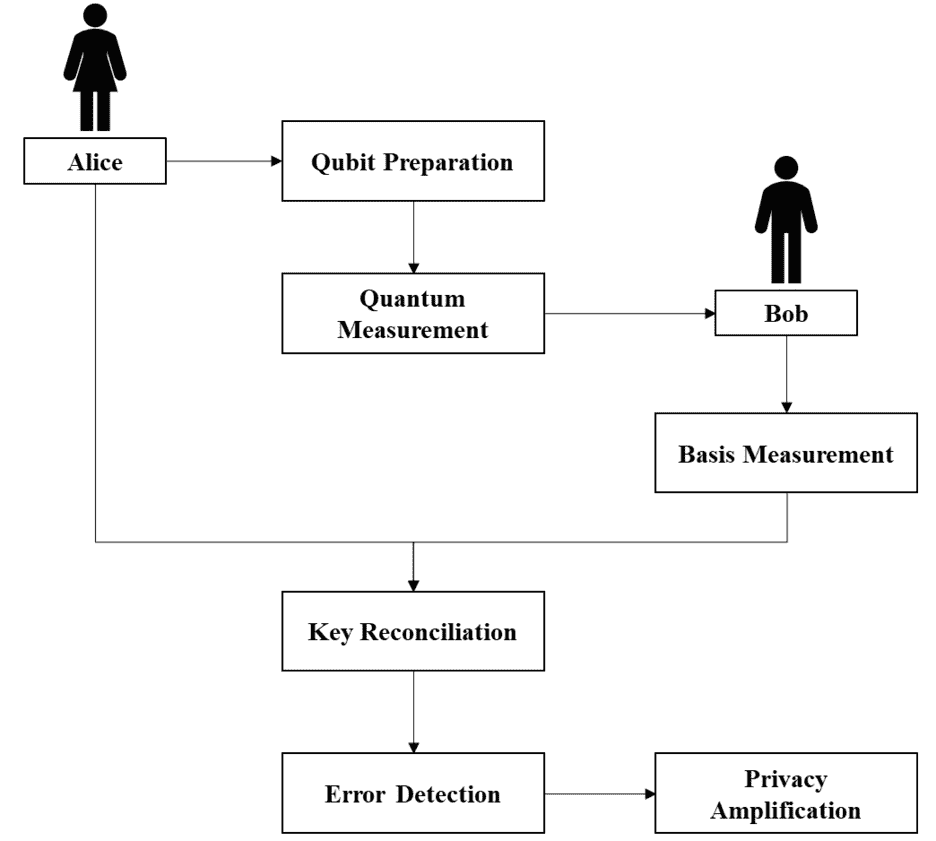 Alice
Qubit Preparation
Quantum
Measurement
Bob
Basis Measurement
Key Reconciliation
Error Detection
Privacy
Amplification